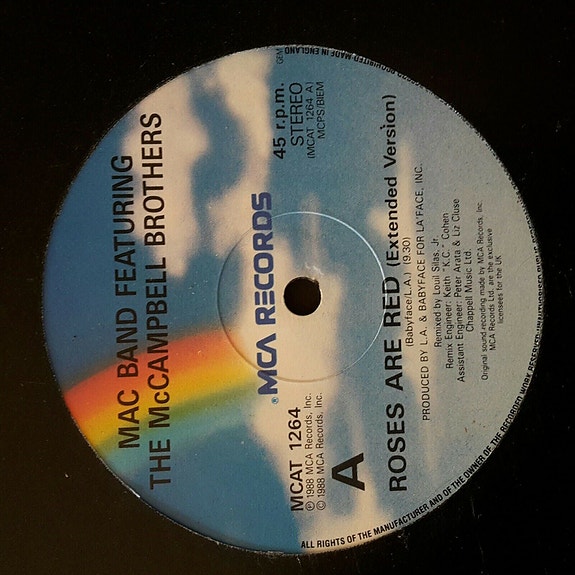 MAC BAND FEATURING
THE McCAMPBELL BROTHERS
MCA RECORDS
®
MCAT 1264
℗ 1988 MCA Records, Inc.
© 1988 MCA Records, Inc.
A
45 r.p.m.
STEREO
(MCAT 1264 A)
MCPS/BIEM
GEM
ROSES ARE RED (Extended Version)
(Babyface/L.A.) (9.30)
PRODUCED BY L.A. & BABYFACE FOR LA'FACE, INC.
Remixed by Louil Silas, Jr.
Remix Engineer: Keith "K.C." Cohen
Assistant Engineer: Peter Arata & Liz Cluse
Chappell Music Ltd.
Original sound recording made by MCA Records, Inc.
MCA Records Ltd. are the exclusive
licensees for the UK
ALL RIGHTS OF THE MANUFACTURER AND OF THE OWNER OF THE RECORDED WORK RESERVED
PROHIBITED MADE IN ENGLAND